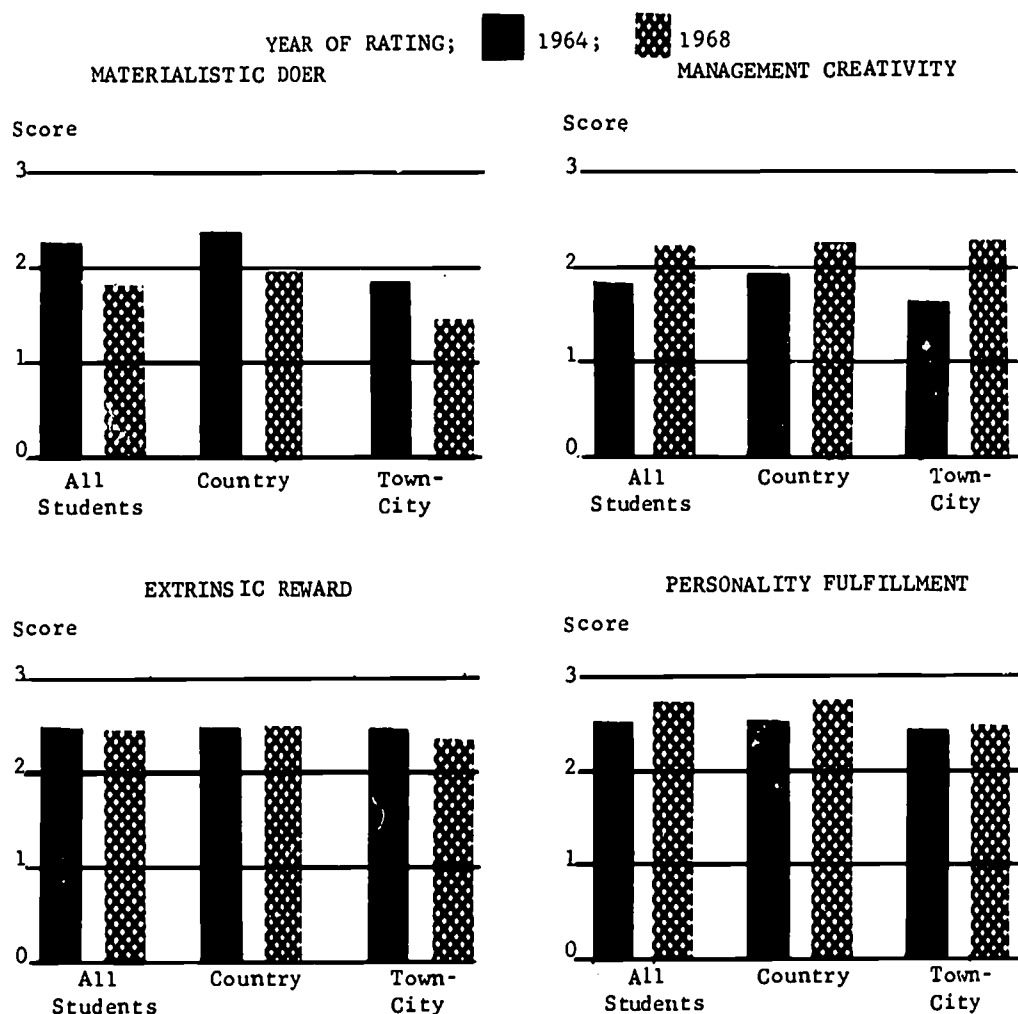 YEAR OF RATING; 1964; 1968
MATERIALISTIC DOER
Score
3
2
1
0
All Students
Country
Town-City
MANAGEMENT CREATIVITY
Score
3
2
1
0
All Students
Country
Town-City
EXTRINSIC REWARD
Score
3
2
1
0
All Students
Country
Town-City
PERSONALITY FULFILLMENT
Score
3
2
1
0
All Students
Country
Town-City